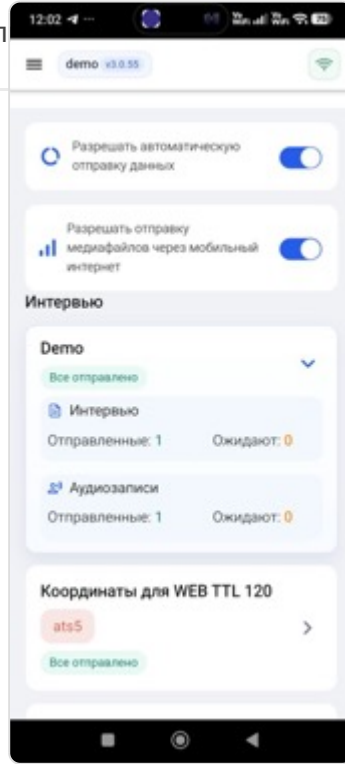 12:02
demo v3.0.55
Разрешать автоматическую
отправку данных
Разрешать отправку
медиафайлов через мобильный
интернет
Интервью
Demo
Все отправлено
Интервью
Отправленные: 1 Ожидают: 0
Аудиозаписи
Отправленные: 1 Ожидают: 0
Координаты для WEB TTL 120
ats5
Все отправлено